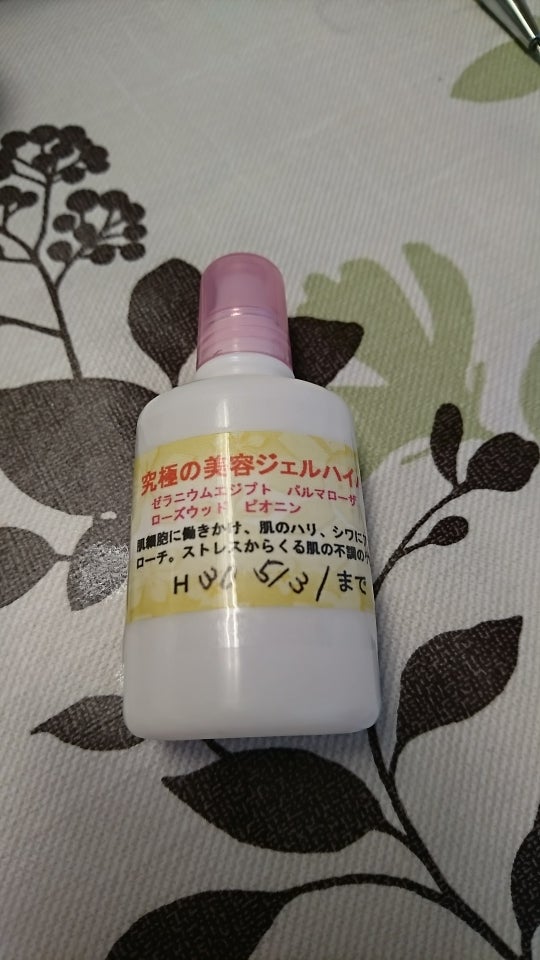 究極の美容ジェルハイ
ゼラニウムエジプト パルマローザ
ローズウッド ピオニン
肌細胞に働きかけ、肌のハリ、シワにア
ローチ。ストレスからくる肌の不調の
H 30 5/31まで